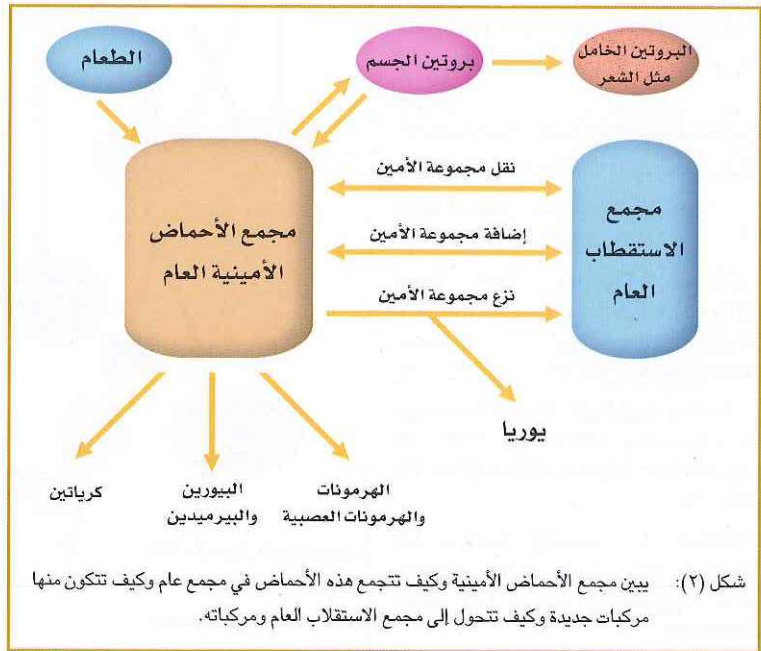 الطعام
بروتين الجسم
البروتين الخامل
مثل الشعر
مجمع الأحماض
الأمينية العام
نقل مجموعة الأمين
إضافة مجموعة الأمين
نزع مجموعة الأمين
مجمع
الاستقطاب
العام
يوريا
الهرمونات
والهرمونات العصبية
البيورين
والبيرميدين
كرياتين
شكل (٢): يبين مجمع الأحماض الأمينية وكيف تتجمع هذه الأحماض في مجمع عام وكيف تتكون منها
مركبات جديدة وكيف تتحول إلى مجمع الاستقلاب العام ومركباته.